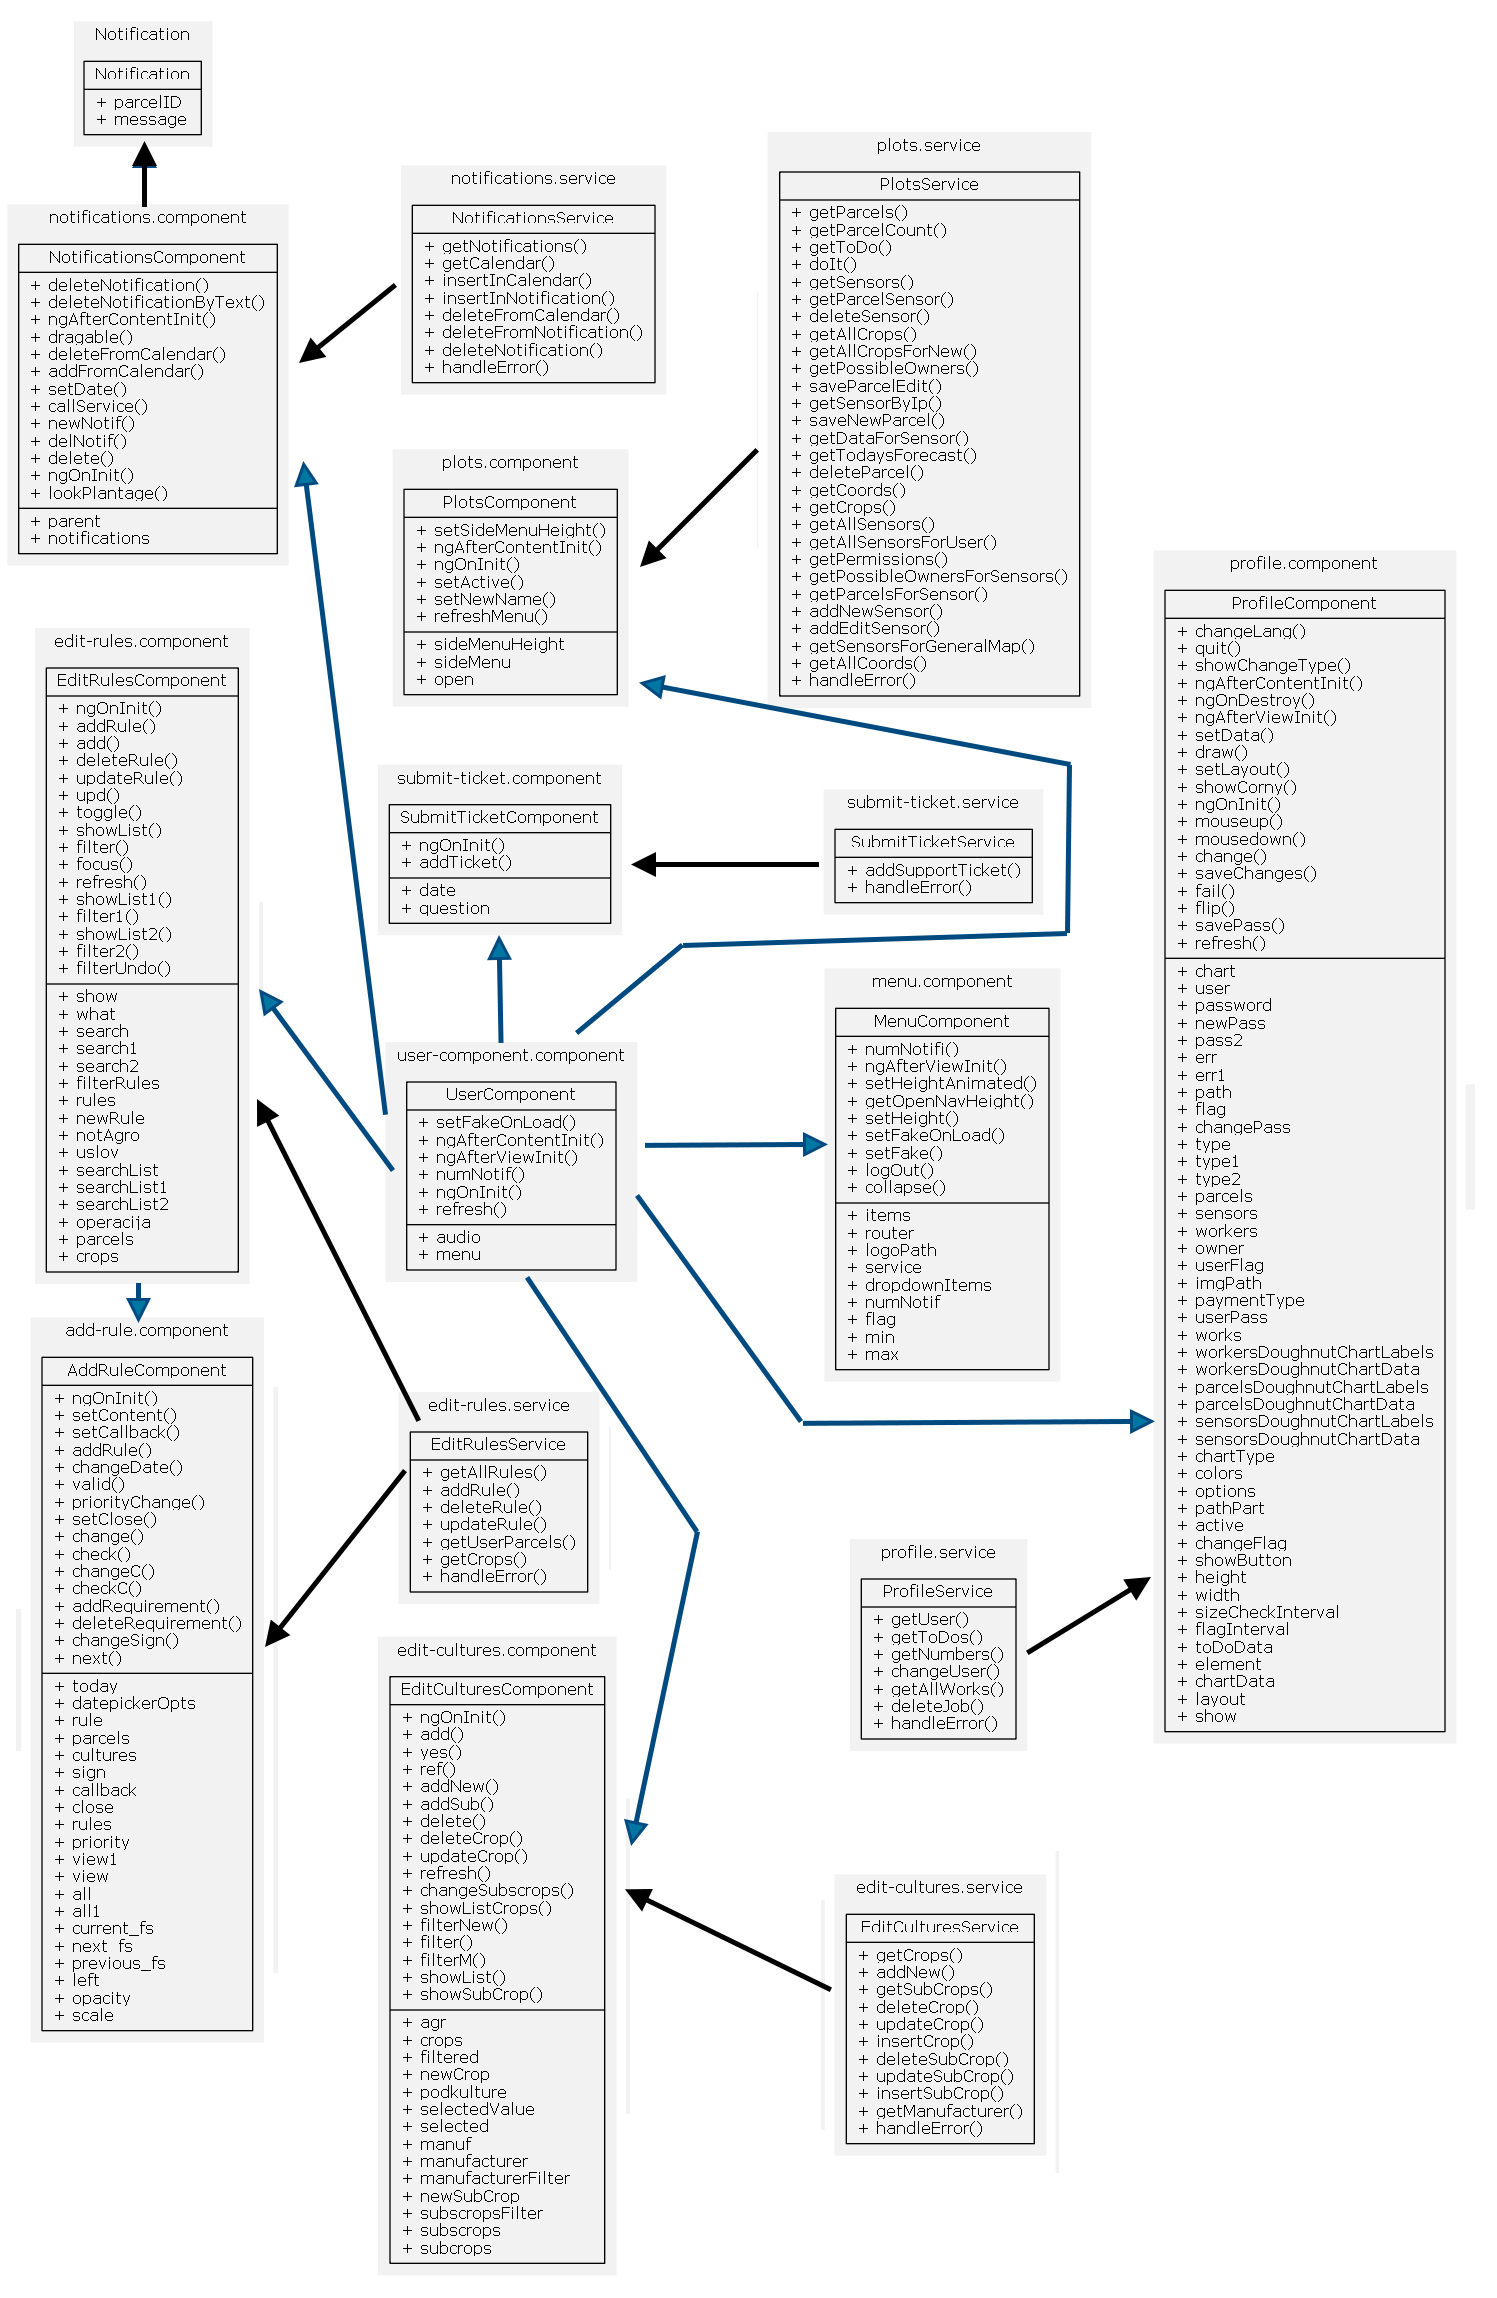 Notification
Notification
+ parcelID
+ message
notifications.component
NotificationsComponent
+ deleteNotification()
+ deleteNotificationByText()
+ ngAfterContentInit()
+ dragable()
+ deleteFromCalendar()
+ addFromCalendar()
+ setDate()
+ callService()
+ newNotif()
+ delNotif()
+ delete()
+ ngOnInit()
+ lookPlantage()
+ parent
+ notifications
notifications.service
NotificationsService
+ getNotifications()
+ getCalendar()
+ insertInCalendar()
+ insertInNotification()
+ deleteFromCalendar()
+ deleteFromNotification()
+ deleteNotification()
+ handleError()
plots.service
PlotsService
+ getParcels()
+ getParcelCount()
+ getToDo()
+ doIt()
+ getSensors()
+ getParcelSensor()
+ deleteSensor()
+ getAllCrops()
+ getAllCropsForNew()
+ getPossibleOwners()
+ saveParcelEdit()
+ getSensorByIp()
+ saveNewParcel()
+ getDataForSensor()
+ getTodaysForecast()
+ deleteParcel()
+ getCoords()
+ getCrops()
+ getAllSensors()
+ getAllSensorsForUser()
+ getPermissions()
+ getPossibleOwnersForSensors()
+ getParcelsForSensor()
+ addNewSensor()
+ addEditSensor()
+ getSensorsForGeneralMap()
+ getAllCoords()
+ handleError()
plots.component
PlotsComponent
+ setSideMenuHeight()
+ ngAfterContentInit()
+ ngOnInit()
+ setActive()
+ setNewName()
+ refreshMenu()
+ sideMenuHeight
+ sideMenu
+ open
profile.component
ProfileComponent
+ changeLang()
+ quit()
+ showChangeType()
+ ngAfterContentInit()
+ ngOnDestroy()
+ ngAfterViewInit()
+ setData()
+ draw()
+ setLayout()
+ showCorny()
+ ngOnInit()
+ mouseup()
+ mousedown()
+ change()
+ saveChanges()
+ fail()
+ flip()
+ savePass()
+ refresh()
+ chart
+ user
+ password
+ newPass
+ pass2
+ err
+ err1
+ path
+ flag
+ changePass
+ type
+ type1
+ type2
+ parcels
+ sensors
+ workers
+ owner
+ userFlag
+ imgPath
+ paymentType
+ userPass
+ works
+ workersDoughnutChartLabels
+ workersDoughnutChartData
+ parcelsDoughnutChartLabels
+ parcelsDoughnutChartData
+ sensorsDoughnutChartLabels
+ sensorsDoughnutChartData
+ chartType
+ colors
+ options
+ pathPart
+ active
+ changeFlag
+ showButton
+ height
+ width
+ sizeCheckInterval
+ flagInterval
+ toDoData
+ element
+ chartData
+ layout
+ show
edit-rules.component
EditRulesComponent
+ ngOnInit()
+ addRule()
+ add()
+ deleteRule()
+ updateRule()
+ upd()
+ toggle()
+ showList()
+ filter()
+ focus()
+ refresh()
+ showList1()
+ filter1()
+ showList2()
+ filter2()
+ filterUndo()
+ show
+ what
+ search
+ search1
+ search2
+ filterRules
+ rules
+ newRule
+ notAgro
+ uslov
+ searchList
+ searchList1
+ searchList2
+ operacija
+ parcels
+ crops
submit-ticket.component
SubmitTicketComponent
+ ngOnInit()
+ addTicket()
+ date
+ question
submit-ticket.service
SubmitTicketService
+ addSupportTicket()
+ handleError()
user-component.component
UserComponent
+ setFakeOnLoad()
+ ngAfterContentInit()
+ ngAfterViewInit()
+ numNotif()
+ ngOnInit()
+ refresh()
+ audio
+ menu
menu.component
MenuComponent
+ numNotifi()
+ ngAfterViewInit()
+ setHeightAnimated()
+ getOpenNavHeight()
+ setHeight()
+ setFakeOnLoad()
+ setFake()
+ logOut()
+ collapse()
+ items
+ router
+ logoPath
+ service
+ dropdownItems
+ numNotif
+ flag
+ min
+ max
add-rule.component
AddRuleComponent
+ ngOnInit()
+ setContent()
+ setCallback()
+ addRule()
+ changeDate()
+ valid()
+ priorityChange()
+ setClose()
+ change()
+ check()
+ changeC()
+ checkC()
+ addRequirement()
+ deleteRequirement()
+ changeSign()
+ next()
+ today
+ datepickerOpts
+ rule
+ parcels
+ cultures
+ sign
+ callback
+ close
+ rules
+ priority
+ view1
+ view
+ all
+ all1
+ current_fs
+ next_fs
+ previous_fs
+ left
+ opacity
+ scale
edit-rules.service
EditRulesService
+ getAllRules()
+ addRule()
+ deleteRule()
+ updateRule()
+ getUserParcels()
+ getCrops()
+ handleError()
profile.service
ProfileService
+ getUser()
+ getToDos()
+ getNumbers()
+ changeUser()
+ getAllWorks()
+ deleteJob()
+ handleError()
edit-cultures.component
EditCulturesComponent
+ ngOnInit()
+ add()
+ yes()
+ ref()
+ addNew()
+ addSub()
+ delete()
+ deleteCrop()
+ updateCrop()
+ refresh()
+ changeSubscrops()
+ showListCrops()
+ filterNew()
+ filter()
+ filterM()
+ showList()
+ showSubCrop()
+ agr
+ crops
+ filtered
+ newCrop
+ podkulture
+ selectedValue
+ selected
+ manuf
+ manufacturer
+ manufacturerFilter
+ newSubCrop
+ subscropsFilter
+ subscrops
+ subcrops
edit-cultures.service
EditCulturesService
+ getCrops()
+ addNew()
+ getSubCrops()
+ deleteCrop()
+ updateCrop()
+ insertCrop()
+ deleteSubCrop()
+ updateSubCrop()
+ insertSubCrop()
+ getManufacturer()
+ handleError()